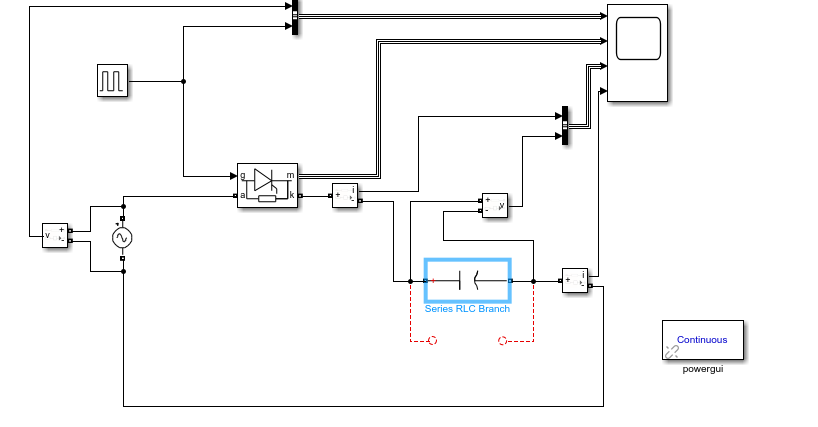 g
m
a
k
+
i
-
+
-
v
v
+
-
+
i
-
Series RLC Branch
Continuous
powergui